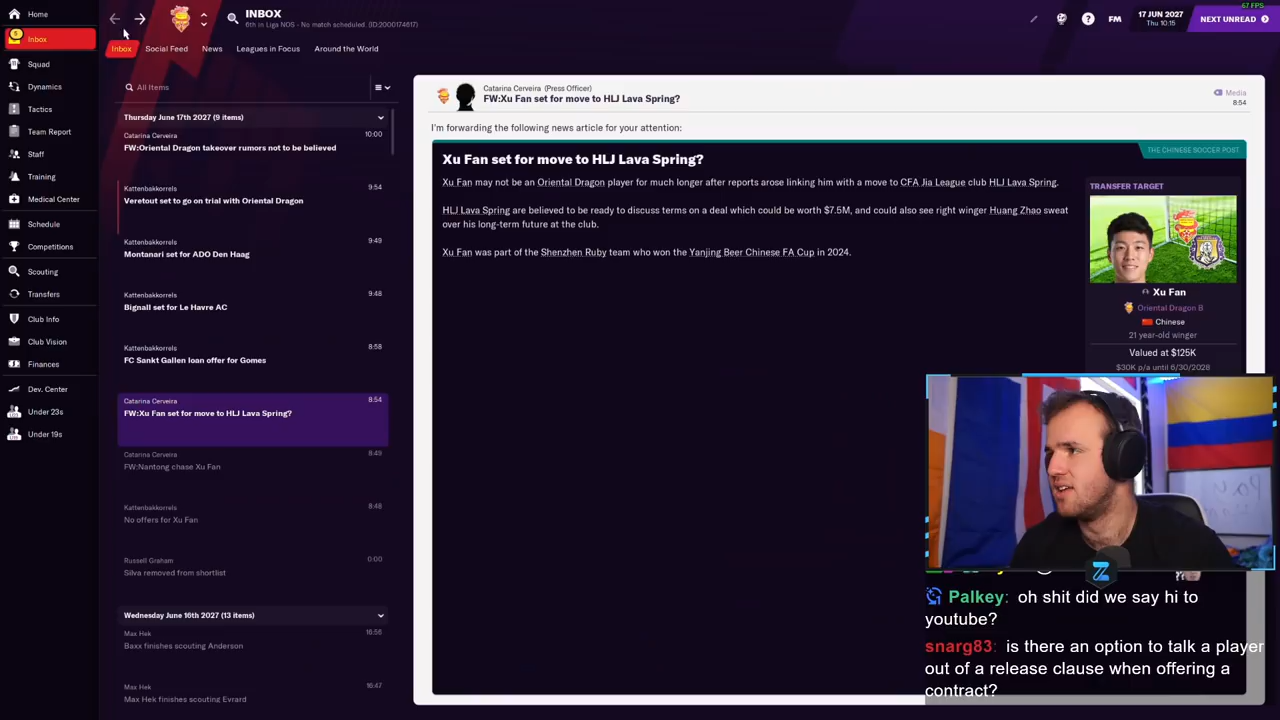 67 FPS
Home
Inbox
Squad
Dynamics
Tactics
Team Report
Staff
Training
Medical Center
Schedule
Competitions
Scouting
Transfers
Club Info
Club Vision
Finances
Dev. Center
Under 23s
Under 19s
INBOX
6th in Liga NOS - No match scheduled. (ID:2000174617)
FM
17 JUN 2027
Thu 10:15
NEXT UNREAD
Inbox
Social Feed
News
Leagues in Focus
Around the World
All Items
Thursday June 17th 2027 (9 items)
Catarina Cerveira 10:00
FW:Oriental Dragon takeover rumors not to be believed
Kattenbakkorrels 9:54
Veretout set to go on trial with Oriental Dragon
Kattenbakkorrels 9:49
Montanari set for ADO Den Haag
Kattenbakkorrels 9:48
Bignall set for Le Havre AC
Kattenbakkorrels 8:58
FC Sankt Gallen loan offer for Gomes
Catarina Cerveira 8:54
FW:Xu Fan set for move to HLJ Lava Spring?
Catarina Cerveira 8:49
FW:Nantong chase Xu Fan
Kattenbakkorrels 8:48
No offers for Xu Fan
Russell Graham 0:00
Silva removed from shortlist
Wednesday June 16th 2027 (13 items)
Max Hek 16:56
Baxx finishes scouting Anderson
Max Hek 16:47
Max Hek finishes scouting Evrard
Catarina Cerveira (Press Officer)
FW:Xu Fan set for move to HLJ Lava Spring?
Media
8:54
I'm forwarding the following news article for your attention:
Xu Fan set for move to HLJ Lava Spring?
THE CHINESE SOCCER POST
Xu Fan may not be an Oriental Dragon player for much longer after reports arose linking him with a move to CFA Jia League club HLJ Lava Spring.
HLJ Lava Spring are believed to be ready to discuss terms on a deal which could be worth $7.5M, and could also see right winger Huang Zhao sweat
over his long-term future at the club.
Xu Fan was part of the Shenzhen Ruby team who won the Yanjing Beer Chinese FA Cup in 2024.
TRANSFER TARGET
Xu Fan
Oriental Dragon B
Chinese
21 year-old winger
Valued at $125K
$30K p/a until 6/30/2028
Palkey: oh shit did we say hi to
youtube?
snarg83: is there an option to talk a player
out of a release clause when offering a
contract?